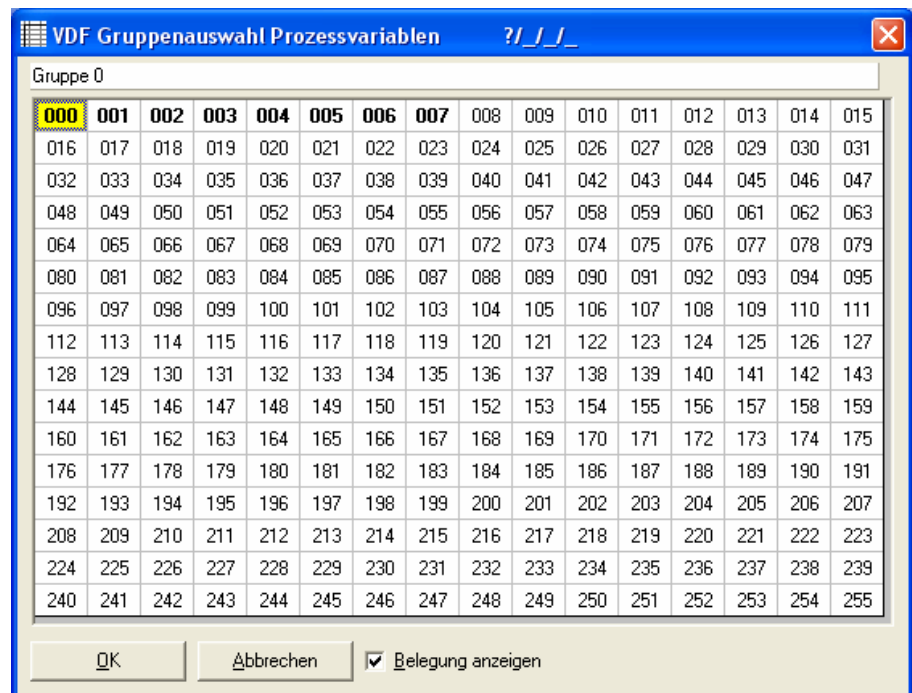 VDF Gruppenauswahl Prozessvariablen ?/_/_/_
Gruppe 0
000 001 002 003 004 005 006 007 008 009 010 011 012 013 014 015
016 017 018 019 020 021 022 023 024 025 026 027 028 029 030 031
032 033 034 035 036 037 038 039 040 041 042 043 044 045 046 047
048 049 050 051 052 053 054 055 056 057 058 059 060 061 062 063
064 065 066 067 068 069 070 071 072 073 074 075 076 077 078 079
080 081 082 083 084 085 086 087 088 089 090 091 092 093 094 095
096 097 098 099 100 101 102 103 104 105 106 107 108 109 110 111
112 113 114 115 116 117 118 119 120 121 122 123 124 125 126 127
128 129 130 131 132 133 134 135 136 137 138 139 140 141 142 143
144 145 146 147 148 149 150 151 152 153 154 155 156 157 158 159
160 161 162 163 164 165 166 167 168 169 170 171 172 173 174 175
176 177 178 179 180 181 182 183 184 185 186 187 188 189 190 191
192 193 194 195 196 197 198 199 200 201 202 203 204 205 206 207
208 209 210 211 212 213 214 215 216 217 218 219 220 221 222 223
224 225 226 227 228 229 230 231 232 233 234 235 236 237 238 239
240 241 242 243 244 245 246 247 248 249 250 251 252 253 254 255
OK Abbrechen Belegung anzeigen